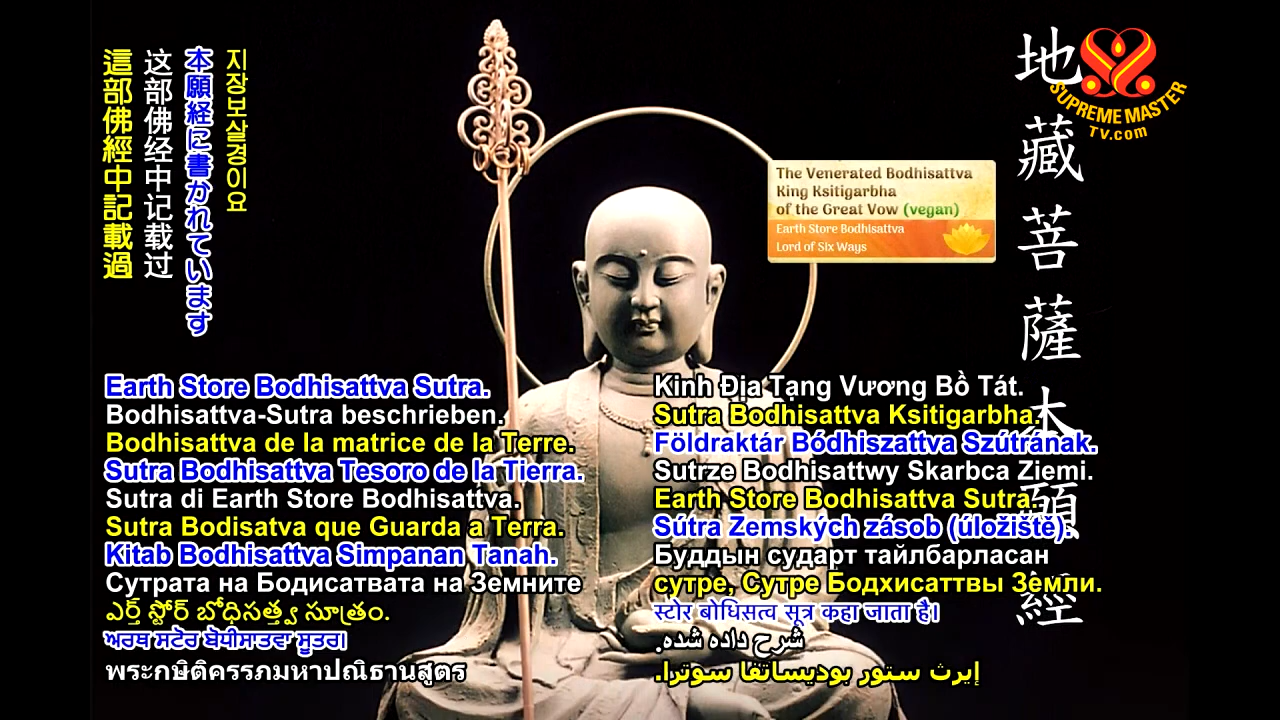 지장보살경이요
本願経に書かれています
这部佛经中记载过
這部佛經中記載過
地藏菩薩本願經
SUPREME MASTER
TV.com
The Venerated Bodhisattva
King Ksitigarbha
of the Great Vow (vegan)
Earth Store Bodhisattva
Lord of Six Ways
Earth Store Bodhisattva Sutra.
Bodhisattva-Sutra beschrieben.
Bodhisattva de la matrice de la Terre.
Sutra Bodhisattva Tesoro de la Tierra.
Sutra di Earth Store Bodhisattva.
Sutra Bodisatva que Guarda a Terra.
Kitab Bodhisattva Simpanan Tanah.
Сутрата на Бодисатвата на Земните
ఎర్త్ స్టోర్ బోధిసత్త్వ సూత్రం.
ਅਰਥ ਸਟੋਰ ਬੋਧੀਸਾਤਵਾ ਸੂਤਰ।
พระกษิติครรภมหาปณิธานสูตร
Kinh Địa Tạng Vương Bồ Tát.
Sutra Bodhisattva Ksitigarbha.
Földraktár Bódhiszattva Szútrának.
Sutrze Bodhisattwy Skarbca Ziemi.
Earth Store Bodhisattva Sutra.
Sútra Zemských zásob (úložiště).
Буддын сударт тайлбарласан
сутре, Сутре Бодхисаттвы Земли.
स्टोर बोधिसत्व सूत्र कहा जाता है।
شرح داده شده.
إيرث ستور بوديساتفا سوترا.